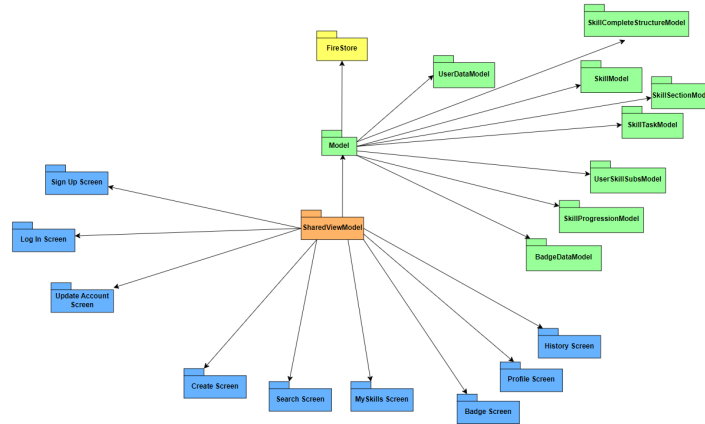 SkillCompleteStructureModel
FireStore
UserDataModel
SkillModel
SkillSectionMod
SkillTaskModel
Model
UserSkillSubsModel
Sign Up Screen
SkillProgressionModel
SharedViewModel
Log In Screen
BadgeDataModel
Update Account
Screen
History Screen
Profile Screen
Create Screen
Search Screen
MySkills Screen
Badge Screen